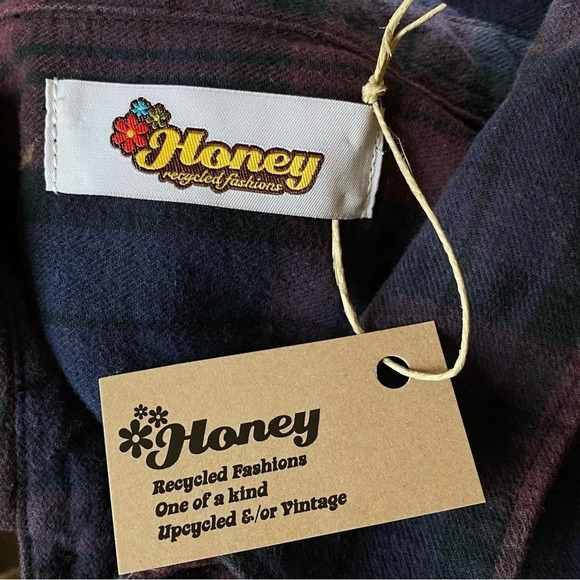 Honey
recycled fashions
Honey
Recycled Fashions
One of a kind
Upcycled &/or Vintage